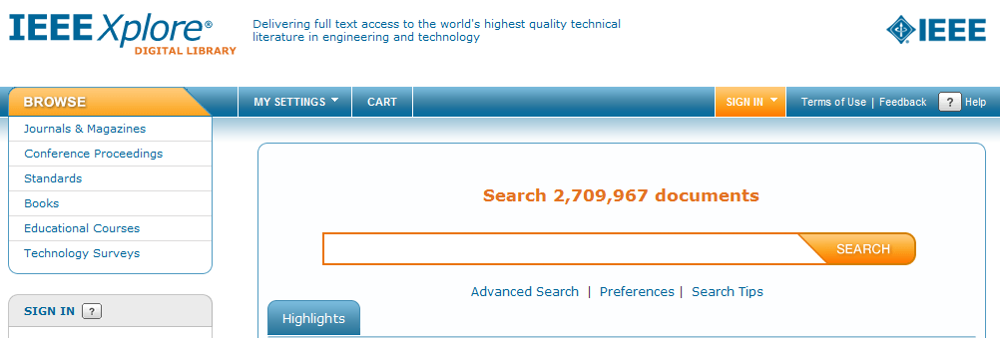 IEEE Xplore®
DIGITAL LIBRARY
Delivering full text access to the world's highest quality technical
literature in engineering and technology
IEEE
BROWSE
MY SETTINGS
CART
SIGN IN
Terms of Use | Feedback
? Help
Journals & Magazines
Conference Proceedings
Standards
Books
Educational Courses
Technology Surveys
SIGN IN ?
Search 2,709,967 documents
SEARCH
Advanced Search | Preferences | Search Tips
Highlights